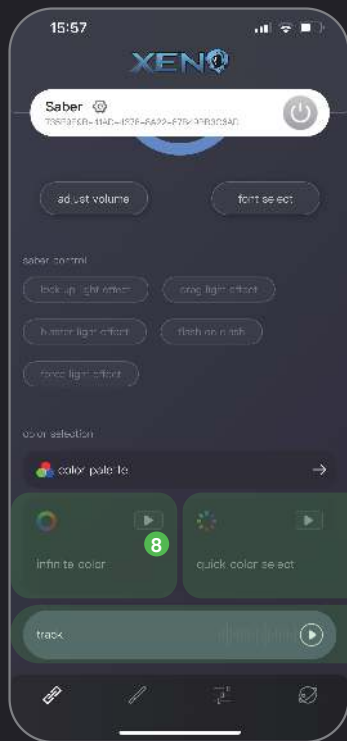 15:57
XENO
Saber
adjust volume
font select
saber control
lock up light effect
drag light effect
blaster light effect
flash on clash
force light effect
color selection
color palette
infinite color
8
quick color select
track